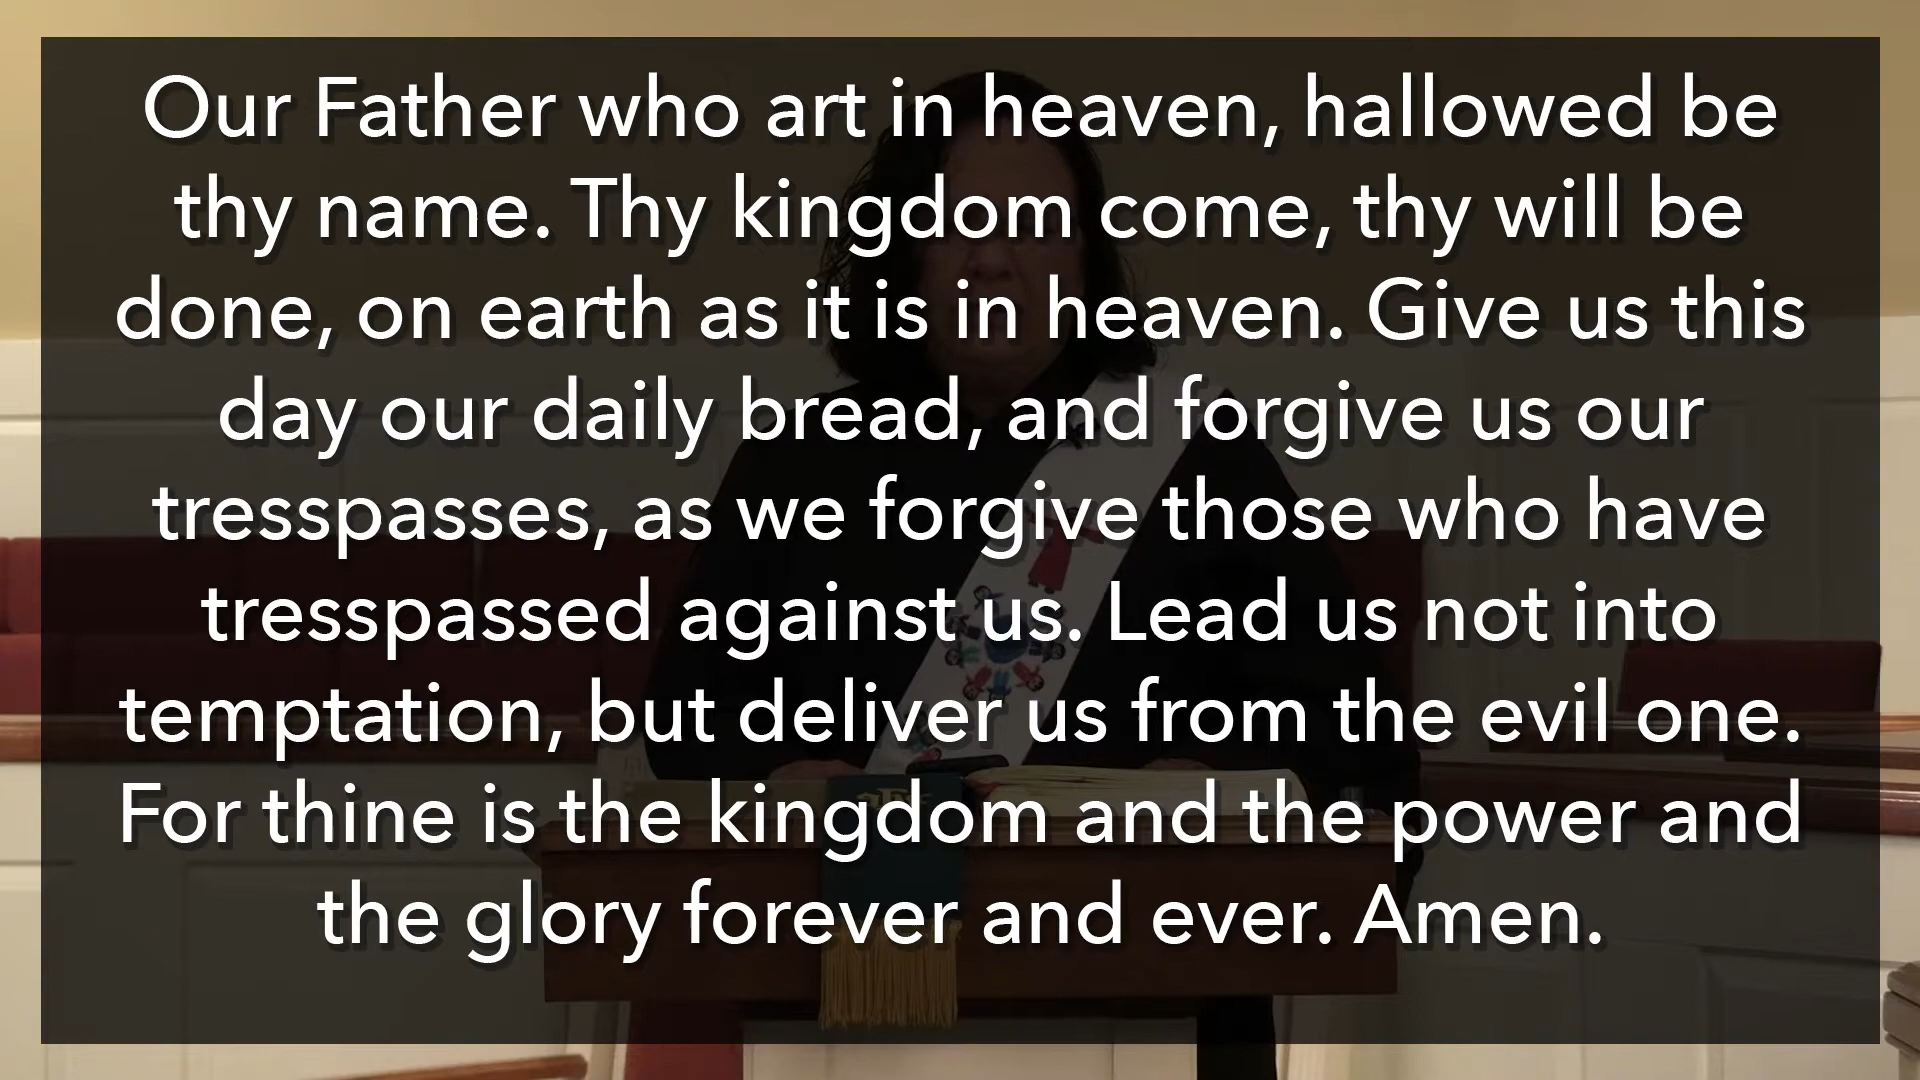 Our Father who art in heaven, hallowed be
thy name. Thy kingdom come, thy will be
done, on earth as it is in heaven. Give us this
day our daily bread, and forgive us our
tresspasses, as we forgive those who have
tresspassed against us. Lead us not into
temptation, but deliver us from the evil one.
For thine is the kingdom and the power and
the glory forever and ever. Amen.